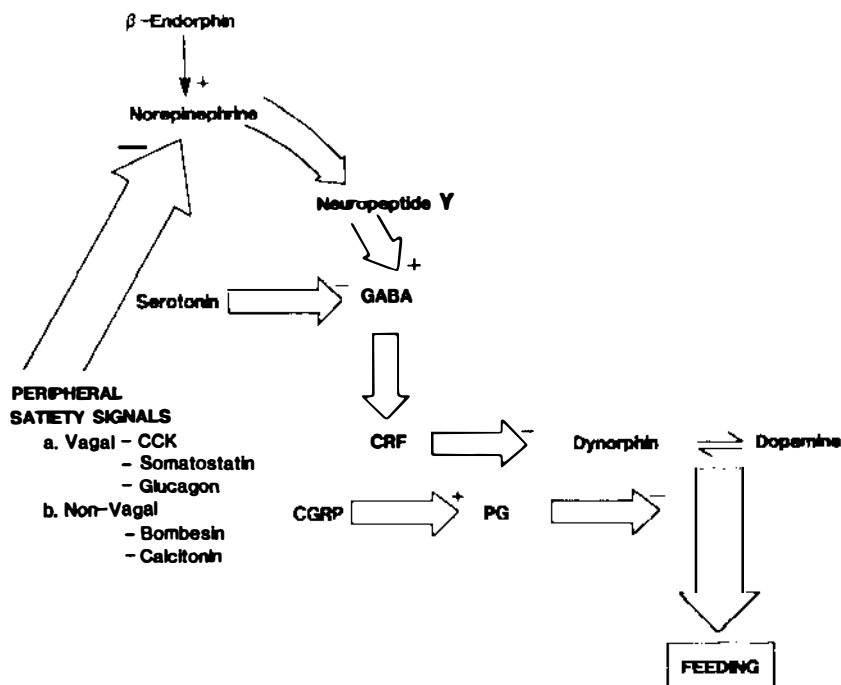 β-Endorphin
+
Norepinephrine
−
Neuropeptide Y
+
Serotonin − GABA
PERIPHERAL
SATIETY SIGNALS
a. Vagal – CCK
– Somatostatin
– Glucagon
b. Non-Vagal
– Bombesin
– Calcitonin
CRF − Dynorphin ⇌ Dopamine
CGRP + PG −
FEEDING